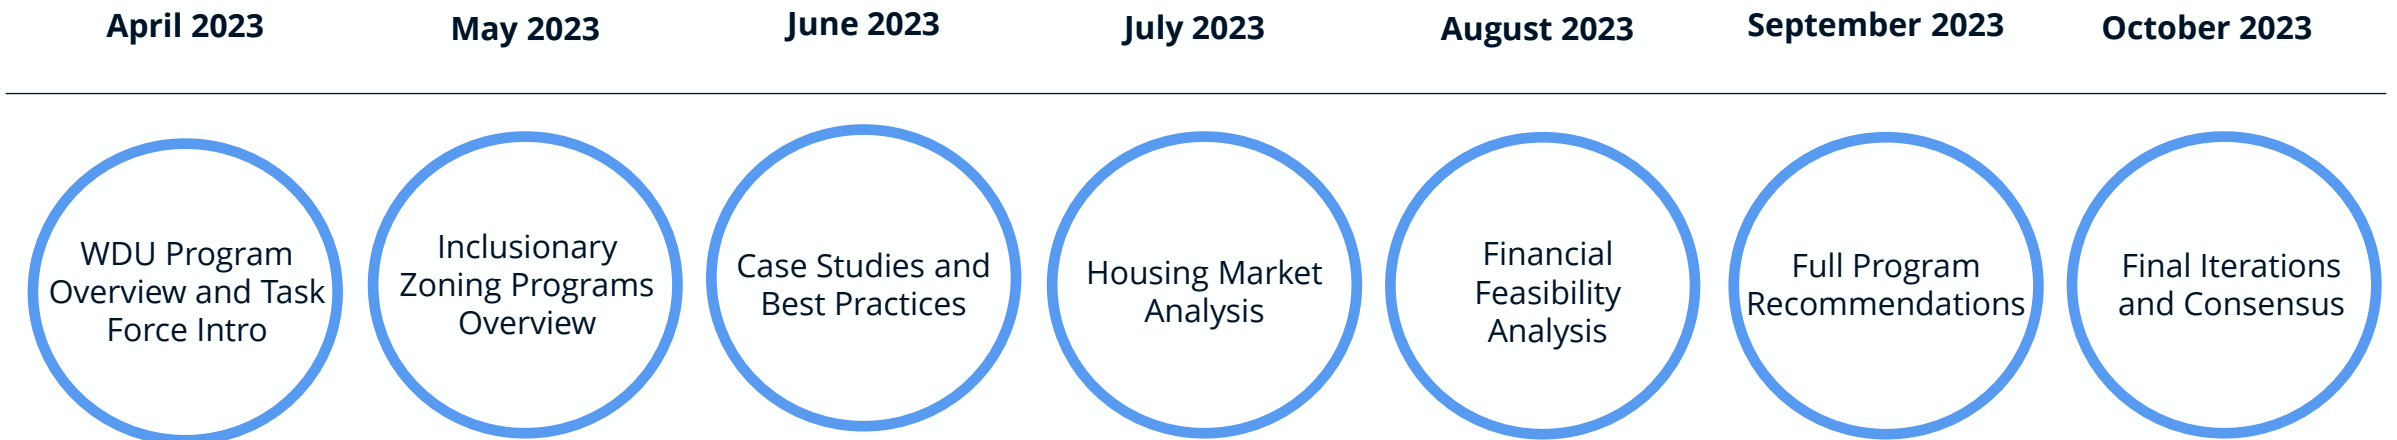 April 2023
May 2023
June 2023
July 2023
August 2023
September 2023
October 2023
WDU Program
Overview and Task
Force Intro
Inclusionary
Zoning Programs
Overview
Case Studies and
Best Practices
Housing Market
Analysis
Financial
Feasibility
Analysis
Full Program
Recommendations
Final Iterations
and Consensus